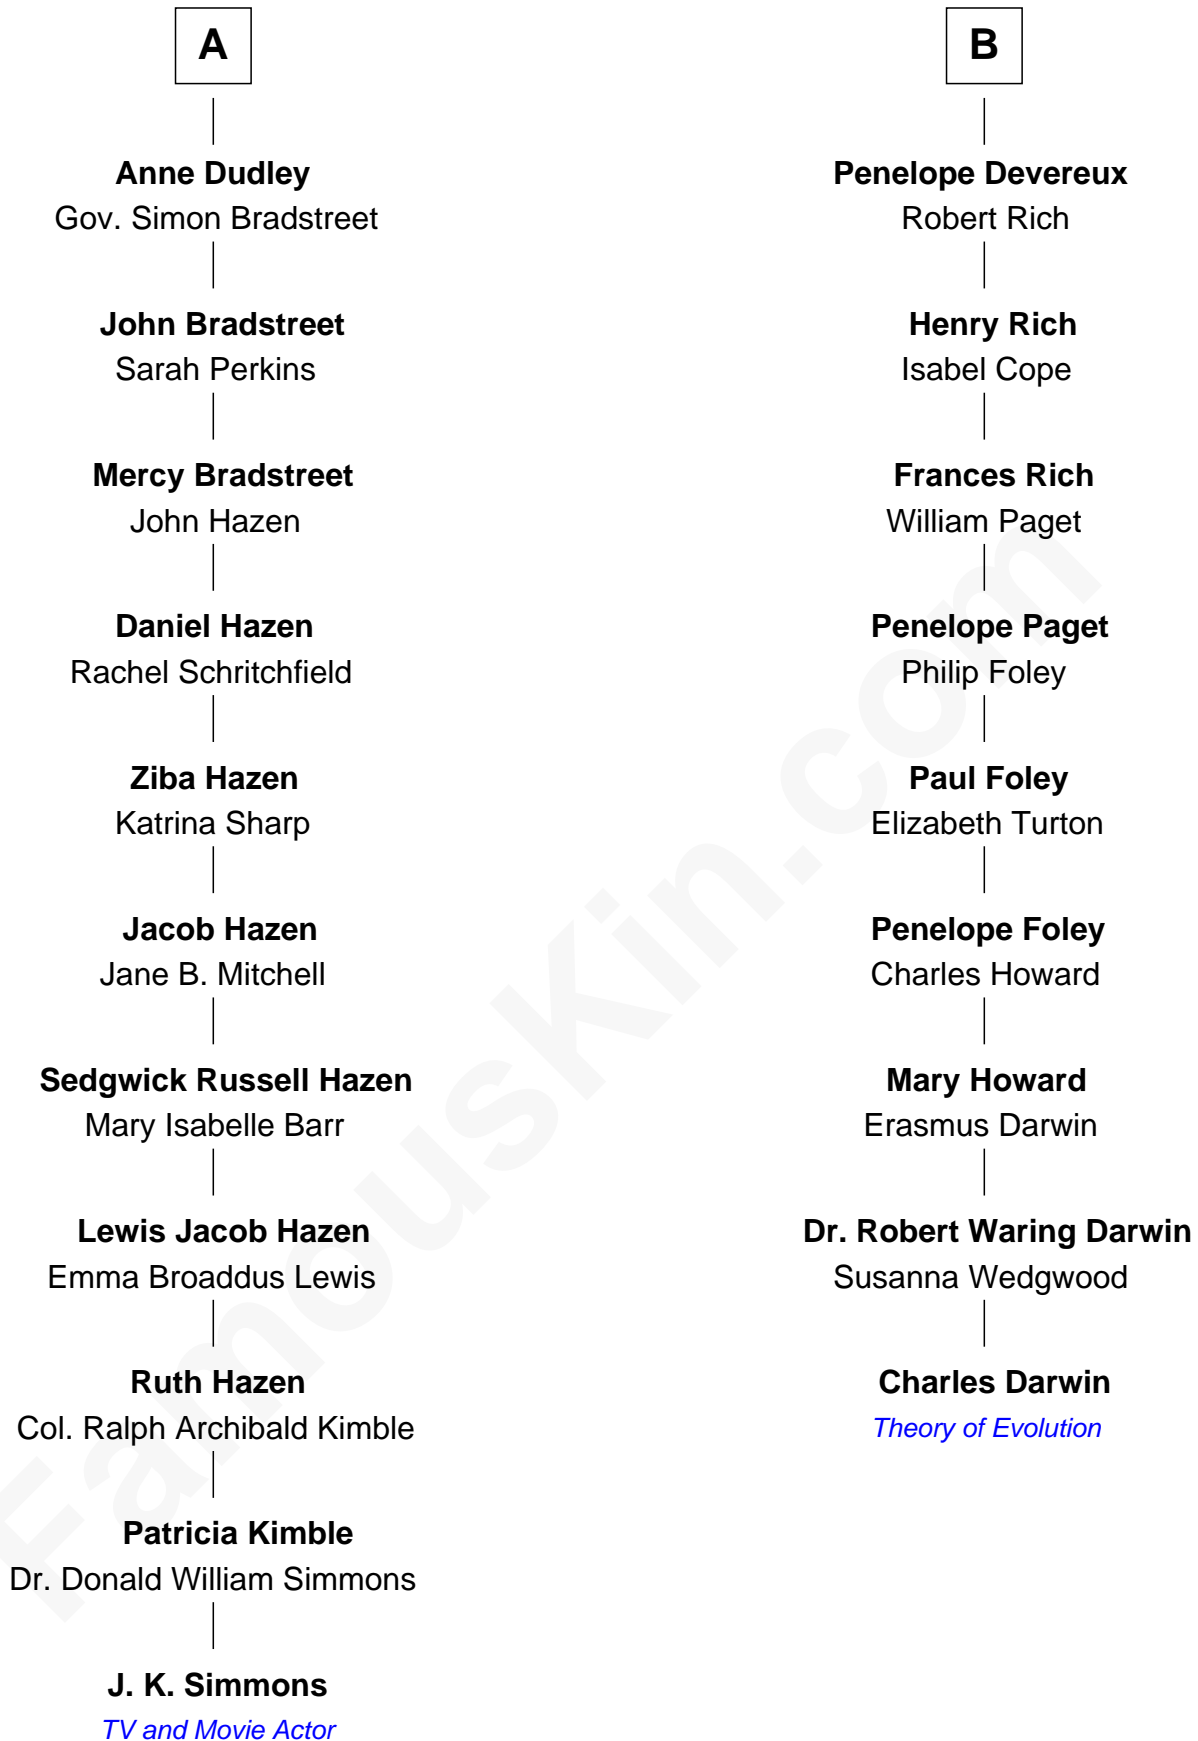 A
Anne Dudley
Gov. Simon Bradstreet
John Bradstreet
Sarah Perkins
Mercy Bradstreet
John Hazen
Daniel Hazen
Rachel Schritchfield
Ziba Hazen
Katrina Sharp
Jacob Hazen
Jane B. Mitchell
Sedgwick Russell Hazen
Mary Isabelle Barr
Lewis Jacob Hazen
Emma Broaddus Lewis
Ruth Hazen
Col. Ralph Archibald Kimble
Patricia Kimble
Dr. Donald William Simmons
J. K. Simmons
TV and Movie Actor
B
Penelope Devereux
Robert Rich
Henry Rich
Isabel Cope
Frances Rich
William Paget
Penelope Paget
Philip Foley
Paul Foley
Elizabeth Turton
Penelope Foley
Charles Howard
Mary Howard
Erasmus Darwin
Dr. Robert Waring Darwin
Susanna Wedgwood
Charles Darwin
Theory of Evolution
FamousKin.com